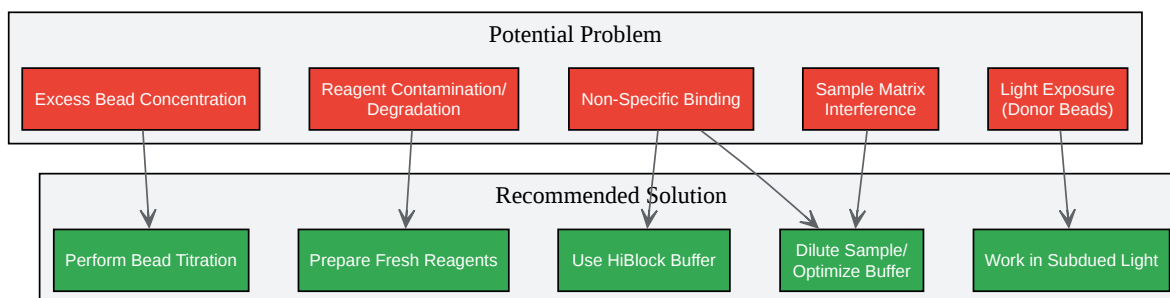 Potential Problem
Excess Bead Concentration
Reagent Contamination/
Degradation
Non-Specific Binding
Sample Matrix
Interference
Light Exposure
(Donor Beads)
Recommended Solution
Perform Bead Titration
Prepare Fresh Reagents
Use HiBlock Buffer
Dilute Sample/
Optimize Buffer
Work in Subdued Light